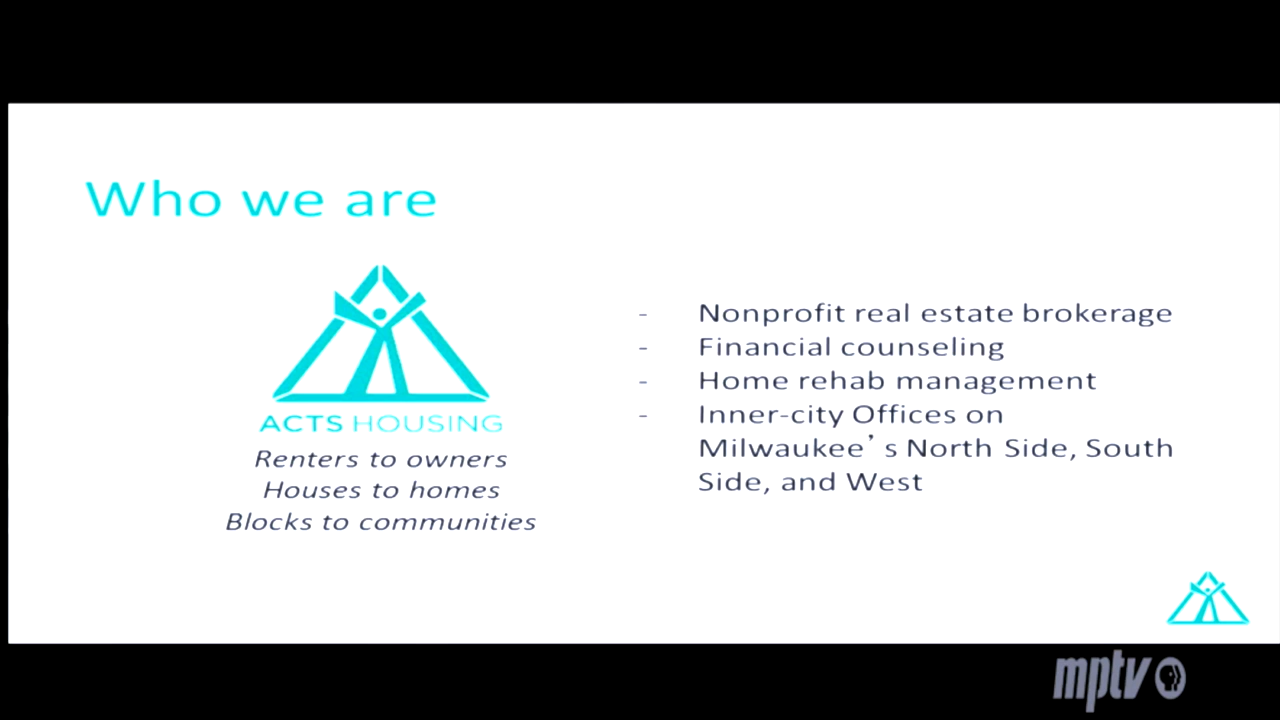 Who we are
ACTS HOUSING
Renters to owners
Houses to homes
Blocks to communities
- Nonprofit real estate brokerage
- Financial counseling
- Home rehab management
- Inner-city Offices on
Milwaukee’s North Side, South
Side, and West
mptv